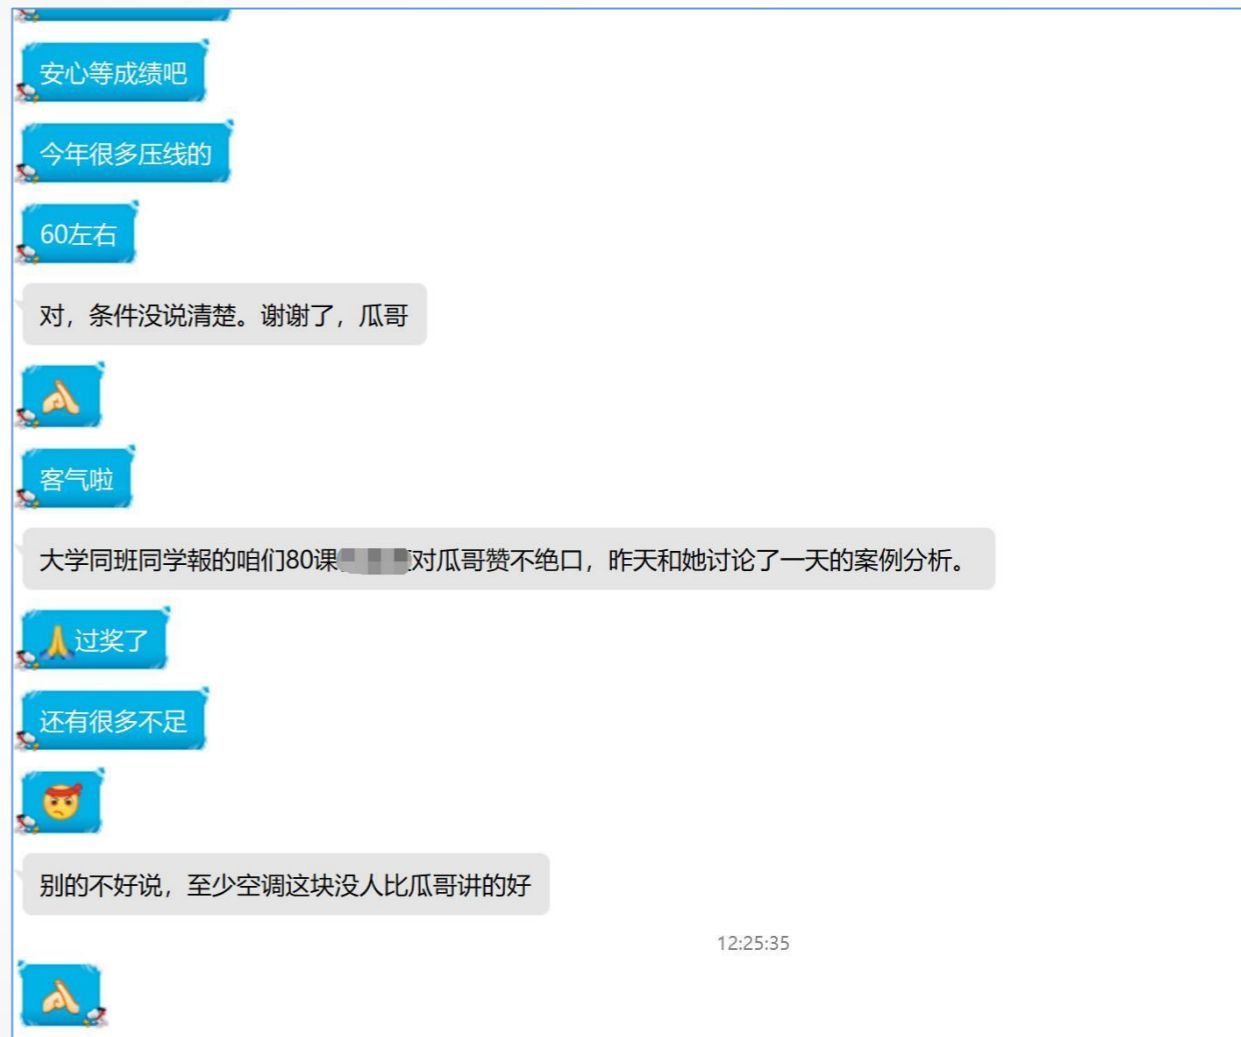 安心等成绩吧
今年很多压线的
60左右
对，条件没说清楚。谢谢了，瓜哥
客气啦
大学同班同学報的咱们80课对瓜哥赞不绝口，昨天和她讨论了一天的案例分析。
过奖了
还有很多不足
别的不好说，至少空调这块没人比瓜哥讲的好
12:25:35